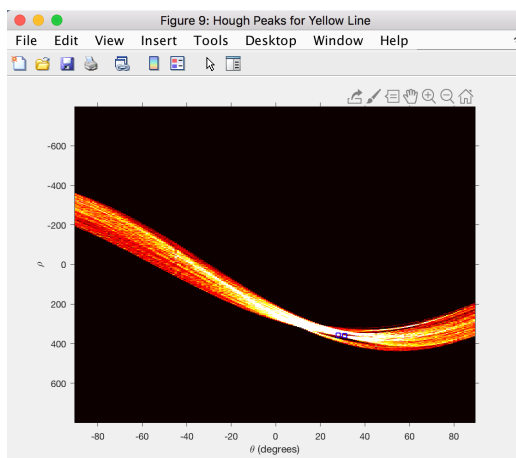 Figure 9: Hough Peaks for Yellow Line
File Edit View Insert Tools Desktop Window Help
-600
-400
-200
0
200
400
600
ρ
-80 -60 -40 -20 0 20 40 60 80
θ (degrees)